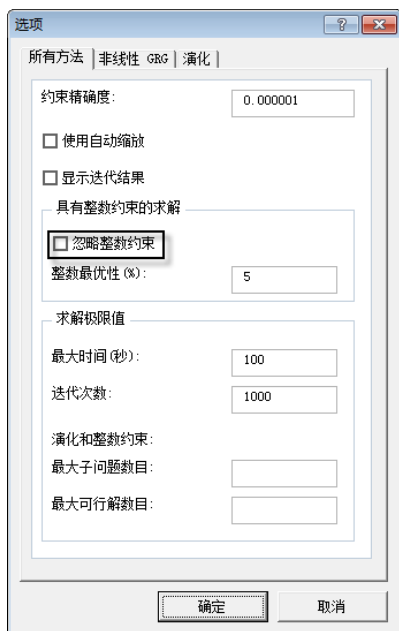 选项
所有方法 非线性 GRG 演化
约束精确度: 0.000001
使用自动缩放
显示迭代结果
具有整数约束的求解
忽略整数约束
整数最优性(%): 5
求解极限值
最大时间(秒): 100
迭代次数: 1000
演化和整数约束:
最大子问题数目:
最大可行解数目:
确定 取消